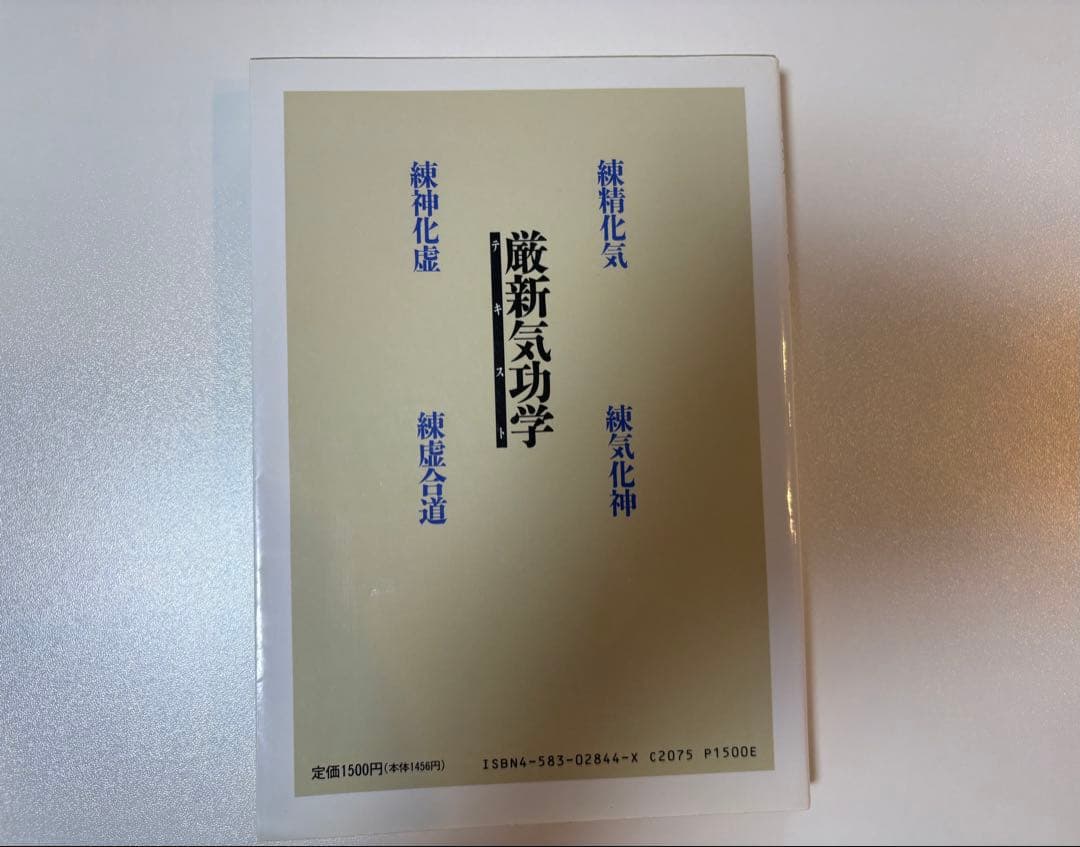 練精化気
練気化神
厳新気功学
テキスト
練神化虚
練虚合道
定価1500円(本体1456円)
ISBN4-583-02844-X C2075 P1500E